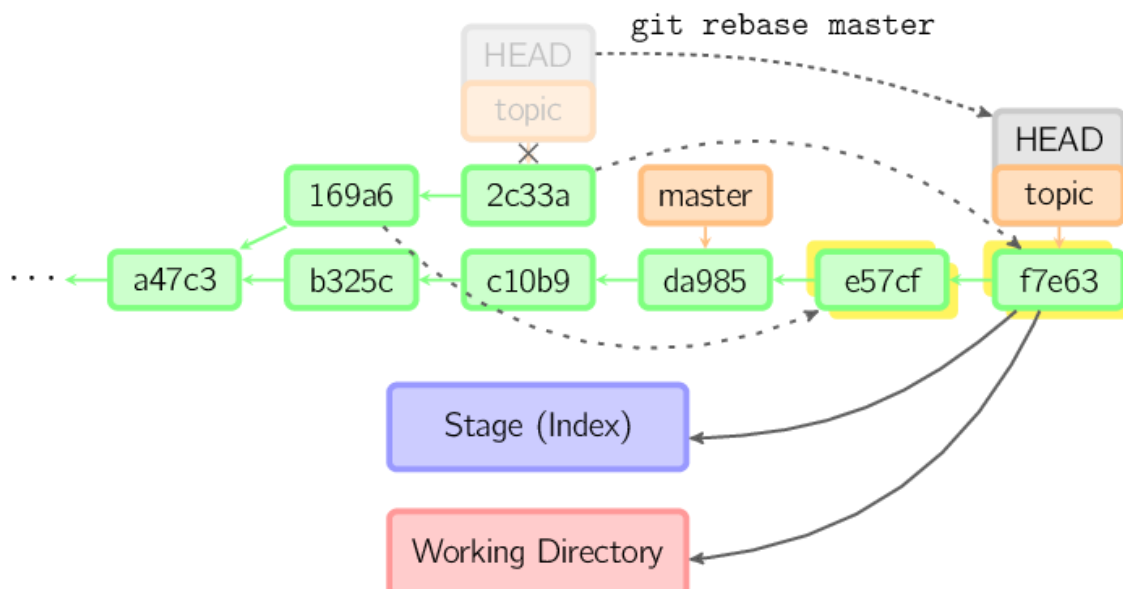 git rebase master
HEAD
topic
HEAD
169a6
2c33a
master
topic
...
a47c3
b325c
c10b9
da985
e57cf
f7e63
Stage (Index)
Working Directory